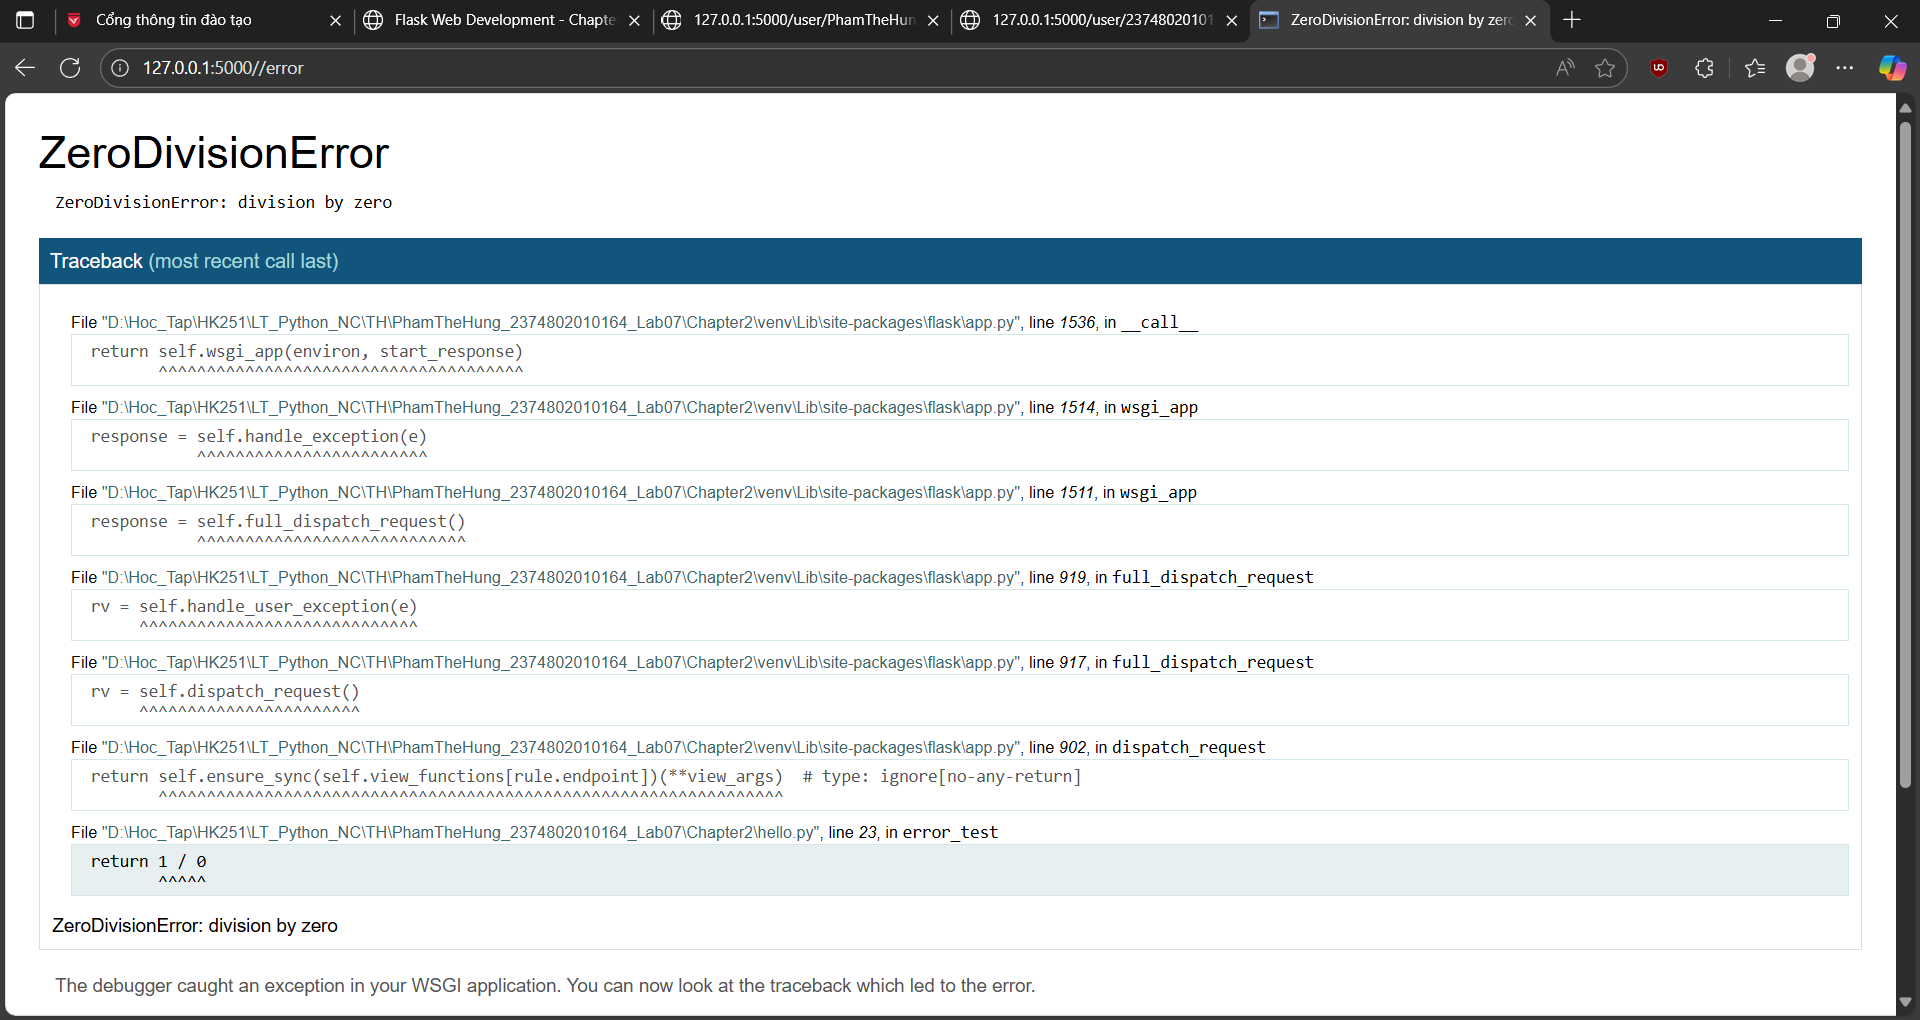 Cổng thông tin đào tạo
Flask Web Development - Chapte
127.0.0.1:5000/user/PhamTheHun
127.0.0.1:5000/user/23748020101
ZeroDivisionError: division by zero
127.0.0.1:5000//error
ZeroDivisionError
ZeroDivisionError: division by zero
Traceback (most recent call last)
File "D:\Hoc_Tap\HK251\LT_Python_NC\TH\PhamTheHung_2374802010164_Lab07\Chapter2\venv\Lib\site-packages\flask\app.py", line 1536, in __call__
return self.wsgi_app(environ, start_response)
^^^^^^^^^^^^^^^^^^^^^^^^^^^^^^^^^^^^^^
File "D:\Hoc_Tap\HK251\LT_Python_NC\TH\PhamTheHung_2374802010164_Lab07\Chapter2\venv\Lib\site-packages\flask\app.py", line 1514, in wsgi_app
response = self.handle_exception(e)
^^^^^^^^^^^^^^^^^^^^^^^^
File "D:\Hoc_Tap\HK251\LT_Python_NC\TH\PhamTheHung_2374802010164_Lab07\Chapter2\venv\Lib\site-packages\flask\app.py", line 1511, in wsgi_app
response = self.full_dispatch_request()
^^^^^^^^^^^^^^^^^^^^^^^^^^^^
File "D:\Hoc_Tap\HK251\LT_Python_NC\TH\PhamTheHung_2374802010164_Lab07\Chapter2\venv\Lib\site-packages\flask\app.py", line 919, in full_dispatch_request
rv = self.handle_user_exception(e)
^^^^^^^^^^^^^^^^^^^^^^^^^^^^^
File "D:\Hoc_Tap\HK251\LT_Python_NC\TH\PhamTheHung_2374802010164_Lab07\Chapter2\venv\Lib\site-packages\flask\app.py", line 917, in full_dispatch_request
rv = self.dispatch_request()
^^^^^^^^^^^^^^^^^^^^^^^
File "D:\Hoc_Tap\HK251\LT_Python_NC\TH\PhamTheHung_2374802010164_Lab07\Chapter2\venv\Lib\site-packages\flask\app.py", line 902, in dispatch_request
return self.ensure_sync(self.view_functions[rule.endpoint])(**view_args)  # type: ignore[no-any-return]
^^^^^^^^^^^^^^^^^^^^^^^^^^^^^^^^^^^^^^^^^^^^^^^^^^^^^^^^^^^^^^^^^
File "D:\Hoc_Tap\HK251\LT_Python_NC\TH\PhamTheHung_2374802010164_Lab07\Chapter2\hello.py", line 23, in error_test
return 1 / 0
^^^^^
ZeroDivisionError: division by zero
The debugger caught an exception in your WSGI application. You can now look at the traceback which led to the error.